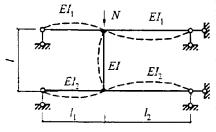 EI₁ N EI₁
l EI
EI₂ EI₂
l₁ l₂